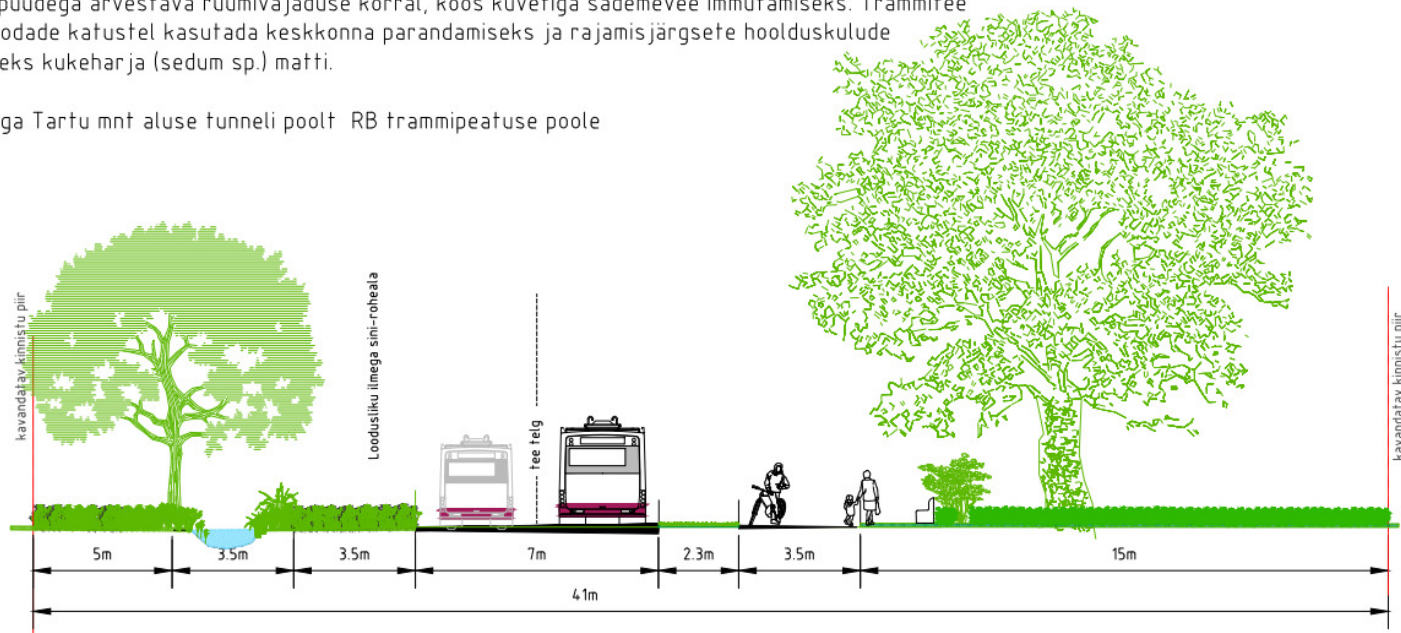 puudega arvestava ruumivajaduse korral, koos kuvetiga sademevee immutamiseks. Trammitee
odade katustel kasutada keskkonna parandamiseks ja rajamisjärgsete hoolduskulude
eks kukeharja (sedum sp.) matti.
ga Tartu mnt aluse tunneli poolt RB trammipeatuse poole
kavandatav kinnistu piir
Loodusliku ilmega sini-roheala
tee telg
kavandatav kinnistu piir
5m 3.5m 3.5m 7m 2.3m 3.5m 15m
41m